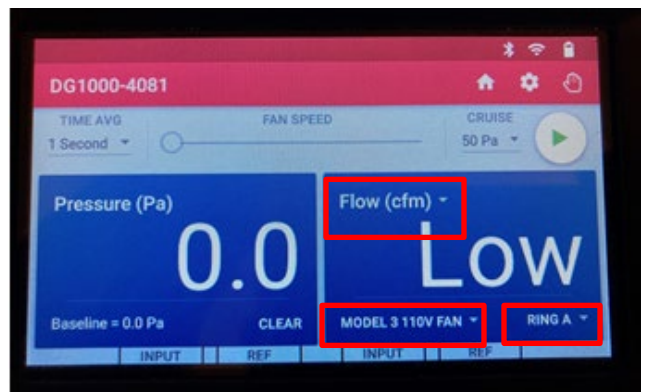 DG1000-4081
TIME AVG
1 Second
FAN SPEED
CRUISE
50 Pa
Pressure (Pa)
0.0
Baseline = 0.0 Pa
CLEAR
Flow (cfm)
Low
MODEL 3 110V FAN
RING A
INPUT
REF
INPUT
REF